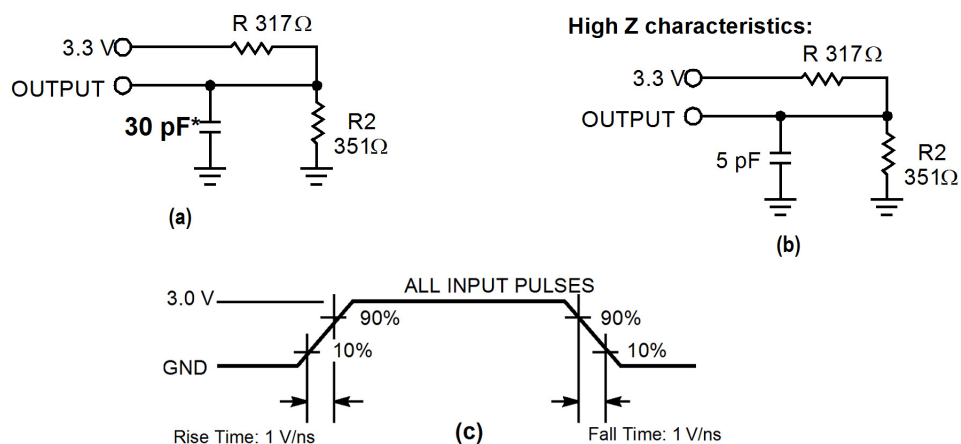 R 317Ω
3.3 V
OUTPUT
30 pF*
R2
351Ω
(a)
High Z characteristics:
R 317Ω
3.3 V
OUTPUT
5 pF
R2
351Ω
(b)
ALL INPUT PULSES
3.0 V
90%
10%
GND
90%
10%
Rise Time: 1 V/ns
(c)
Fall Time: 1 V/ns